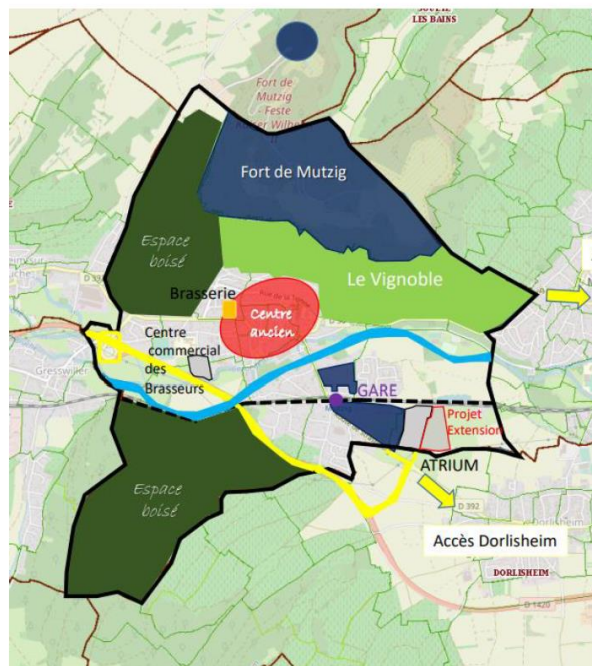 LES BAINS
Fort de
Mutzig
- Feste
Fort de Mutzig
Espace
boisé
Le Vignoble
Brasserie
Centre
ancien
Centre
commercial
des
Brasseurs
Gresswiller
GARE
Projet
Extension
ATRIUM
Espace
boisé
D 392
Dorlisheim
Accès Dorlisheim
DORLISHEIM
D 1420